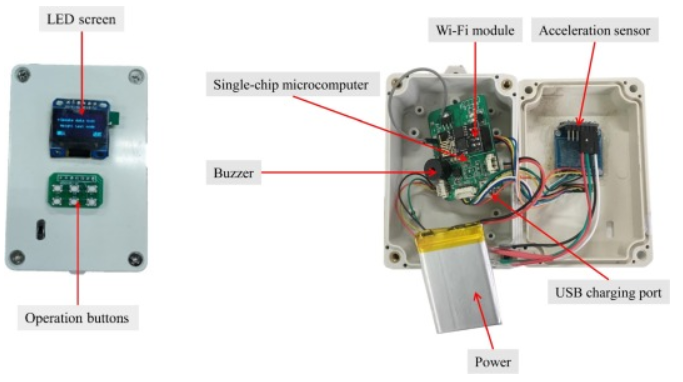 LED screen
Wi-Fi module
Acceleration sensor
Single-chip microcomputer
Buzzer
USB charging port
Operation buttons
Power